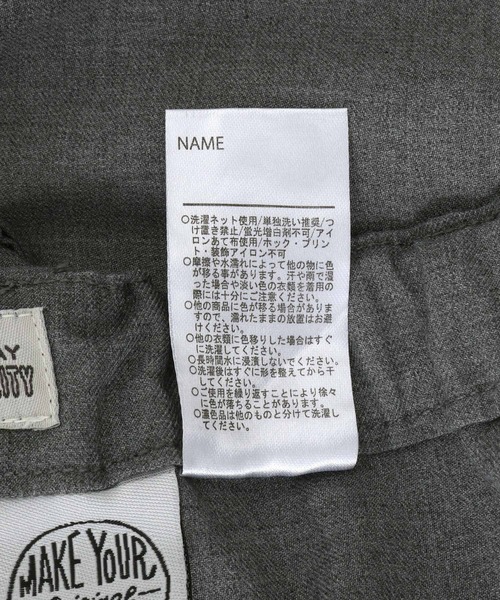 NAME
○洗濯ネット使用/単独洗い推奨/つ
け置き禁止/蛍光増白剤不可/アイ
ロンあて布使用/ホック・プリン
ト・装飾アイロン不可
○摩擦や水濡れによって他の物に色
が移る事があります。汗や雨で湿
った場合や淡い色の衣類を着用の
際には十分にご注意ください。
○他の商品に色が移る場合がありま
すので、濡れたままの放置はお避
けください。
○他の衣類に色移りした場合はすぐ
に洗濯してください。
○長時間水に浸漬しないでください。
○洗濯後はすぐに形を整えてから干
してください。
○ご使用を繰り返すことにより徐々
に色が落ちることがあります。
○濃色品は他のものと分けて洗濯
してください。
AY
MAKE YOUR